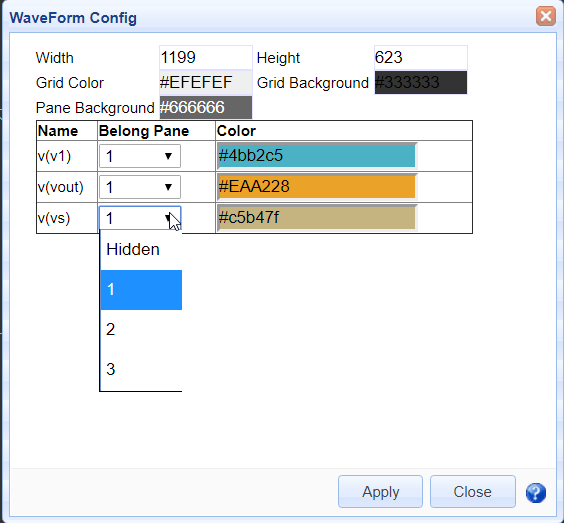 WaveForm Config
Width 1199 Height 623
Grid Color #EFEFEF Grid Background #333333
Pane Background #666666
Name Belong Pane Color
v(v1) 1 #4bb2c5
v(vout) 1 #EAA228
v(vs) 1 #c5b47f
Hidden
1
2
3
Apply Close ?